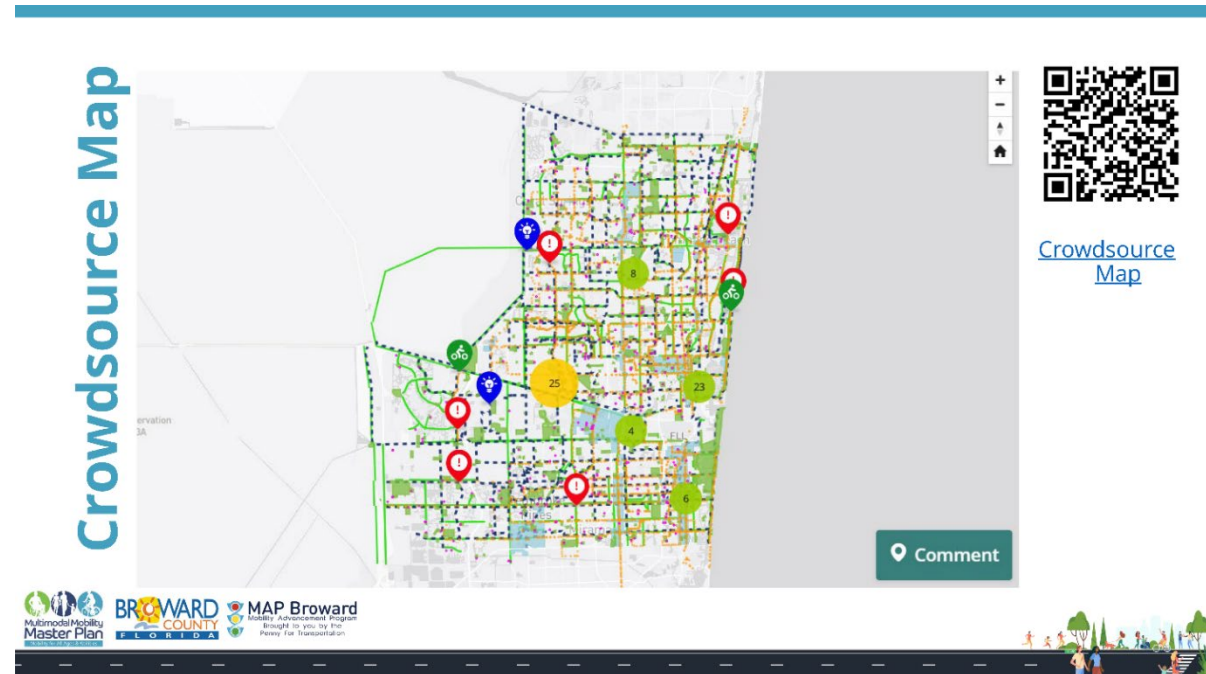 Crowdsource Map
8
25
23
4
6
Comment
Crowdsource
Map
Multimodal Mobility
Master Plan
BROWARD
COUNTY
FLORIDA
MAP Broward
Mobility Advancement Program
Brought to you by the
Penny For Transportation